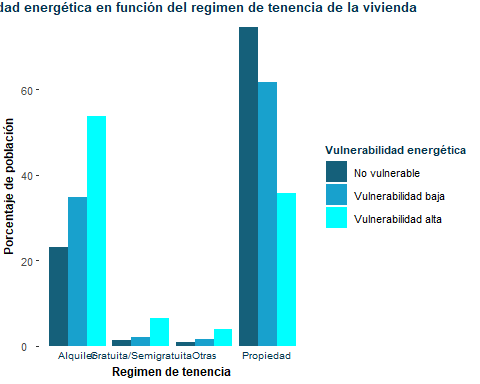 dad energética en función del regimen de tenencia de la vivienda
Porcentaje de población
60
40
20
0
Alquiler
Gratuita/Semigratuita
Otras
Propiedad
Regimen de tenencia
Vulnerabilidad energética
No vulnerable
Vulnerabilidad baja
Vulnerabilidad alta